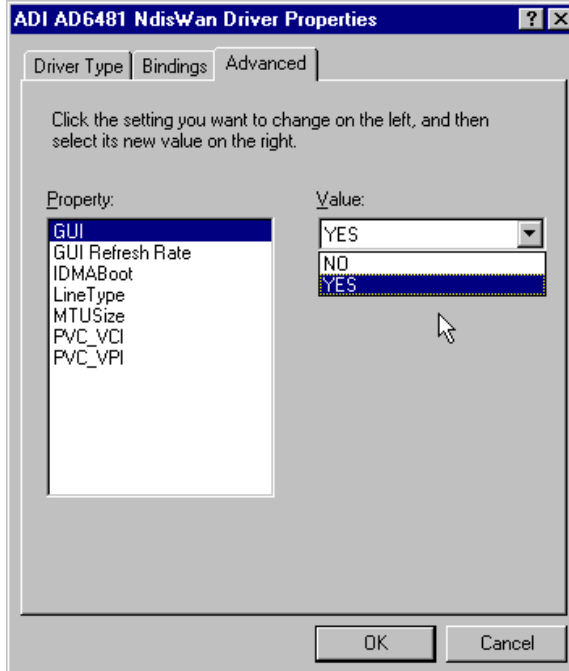 ADI AD6481 NdisWan Driver Properties
Driver Type
Bindings
Advanced
Click the setting you want to change on the left, and then
select its new value on the right.
Property:
GUI
GUI Refresh Rate
IDMABoot
LineType
MTUSize
PVC_VCI
PVC_VPI
Value:
YES
NO
YES
OK
Cancel